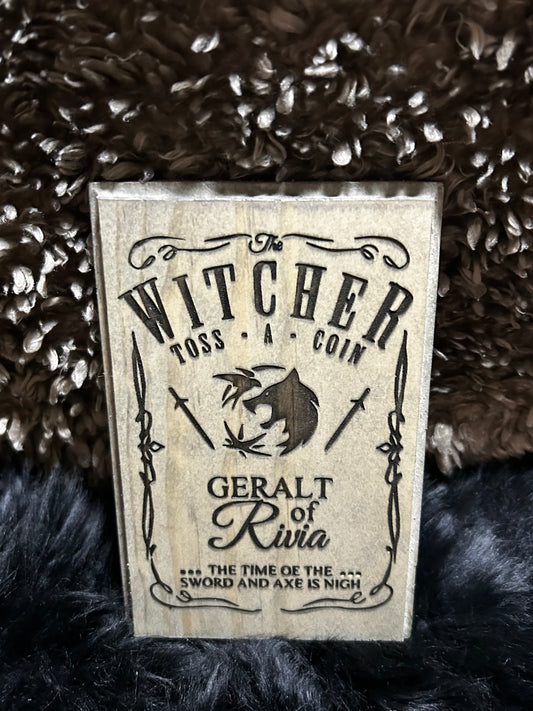 The
WITCHER
TOSS - A - COIN
GERALT
of
Rivia
... THE TIME OF THE ...
SWORD AND AXE IS NIGH